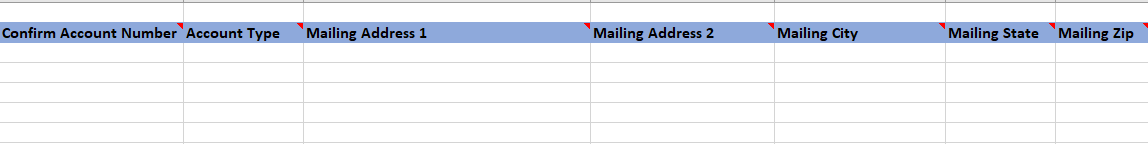 Confirm Account Number Account Type Mailing Address 1 Mailing Address 2 Mailing City Mailing State Mailing Zip